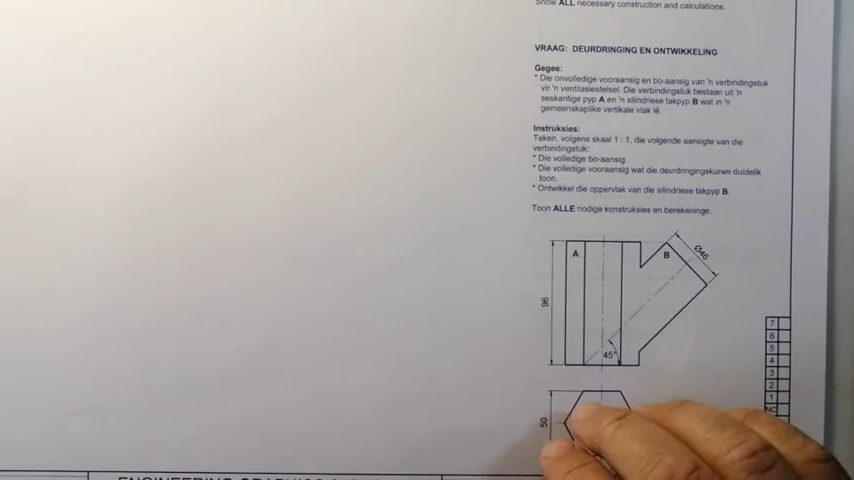 Show ALL necessary construction and calculations.
VRAAG: DEURDRINGING EN ONTWIKKELING
Gegee:
* Die onvolledige vooraansig en bo-aansig van 'n verbindingstuk
vir 'n ventilasiestelsel. Die verbindingstuk bestaan uit 'n
seskantige pyp A en 'n silindriese takpyp B wat in 'n
gemeenskaplike vertikale vlak lê.
Instruksies:
Teken, volgens skaal 1 : 1, die volgende aansigte van die
verbindingstuk:
* Die volledige bo-aansig.
* Die volledige vooraansig wat die deurdringingskurwe duidelik
toon.
* Ontwikkel die oppervlak van die silindriese takpyp B.
Toon ALLE nodige konstruksies en berekeninge.
A
B
Ø46
96
45°
50
7
6
5
4
3
2
1
NO